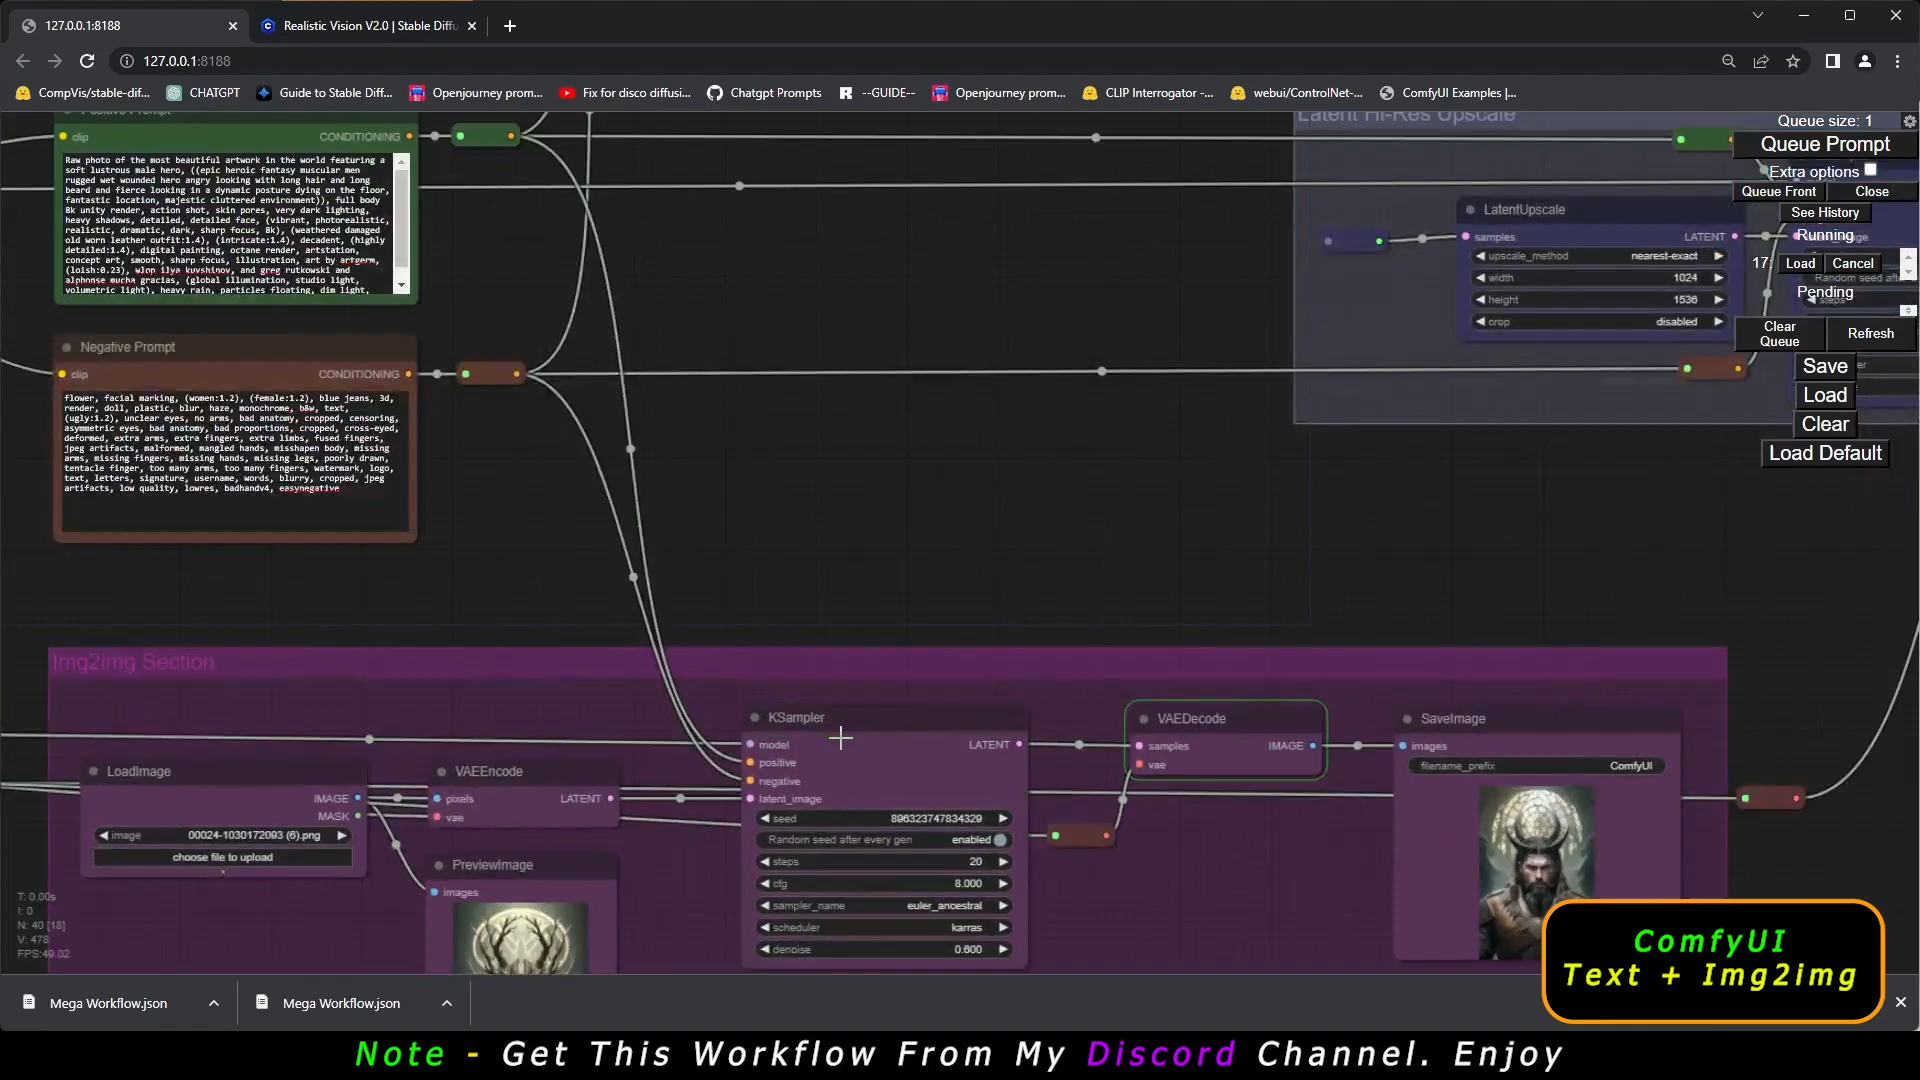 127.0.0.1:8188
Realistic Vision V2.0 | Stable Diffu
127.0.0.1:8188
CompVis/stable-dif...
CHATGPT
Guide to Stable Diff...
Openjourney prom...
Fix for disco diffusi...
Chatgpt Prompts
--GUIDE--
Openjourney prom...
CLIP Interrogator -...
webui/ControlNet-...
ComfyUI Examples |...
Positive Prompt
clip
CONDITIONING
Raw photo of the most beautiful artwork in the world featuring a
soft lustrous male hero, ((epic heroic fantasy muscular men
rugged wet wounded hero angry looking with long hair and long
beard and fierce looking in a dynamic posture dying on the floor,
fantastic location, majestic cluttered environment)), full body
8k unity render, action shot, skin pores, very dark lighting,
heavy shadows, detailed, detailed face, (vibrant, photorealistic,
realistic, dramatic, dark, sharp focus, 8k), (weathered damaged
old worn leather outfit:1.4), (intricate:1.4), decadent, (highly
detailed:1.4), digital painting, octane render, artstation,
concept art, smooth, sharp focus, illustration, art by artgerm,
(loish:0.23), wlop ilya kuvshinov, and greg rutkowski and
alphonse mucha gracias, (global illumination, studio light,
volumetric light), heavy rain, particles floating, dim light,
Negative Prompt
clip
CONDITIONING
flower, facial marking, (women:1.2), (female:1.2), blue jeans, 3d,
render, doll, plastic, blur, haze, monochrome, b&w, text,
(ugly:1.2), unclear eyes, no arms, bad anatomy, cropped, censoring,
asymmetric eyes, bad anatomy, bad proportions, cropped, cross-eyed,
deformed, extra arms, extra fingers, extra limbs, fused fingers,
jpeg artifacts, malformed, mangled hands, misshapen body, missing
arms, missing fingers, missing hands, missing legs, poorly drawn,
tentacle finger, too many arms, too many fingers, watermark, logo,
text, letters, signature, username, words, blurry, cropped, jpeg
artifacts, low quality, lowres, badhandv4, easynegative
Latent Hi-Res Upscale
LatentUpscale
samples
LATENT
upscale_method
nearest-exact
width
1024
height
1536
crop
disabled
Queue size: 1
Queue Prompt
Extra options
Queue Front
Close
See History
Running
17:
Load
Cancel
Random seed after
Pending
steps
Clear Queue
Refresh
Save
Load
Clear
Load Default
Img2img Section
LoadImage
IMAGE
MASK
image
00024-1030172093 (6).png
choose file to upload
VAEEncode
pixels
LATENT
vae
PreviewImage
images
KSampler
model
LATENT
positive
negative
latent_image
seed
896323747834329
Random seed after every gen
enabled
steps
20
cfg
8.000
sampler_name
euler_ancestral
scheduler
karras
denoise
0.600
VAEDecode
samples
IMAGE
vae
SaveImage
images
filename_prefix
ComfyUI
T: 0.00s
I: 0
N: 40 [18]
V: 478
FPS:49.02
ComfyUI
Text + Img2img
Mega Workflow.json
Mega Workflow.json
Note - Get This Workflow From My Discord Channel. Enjoy